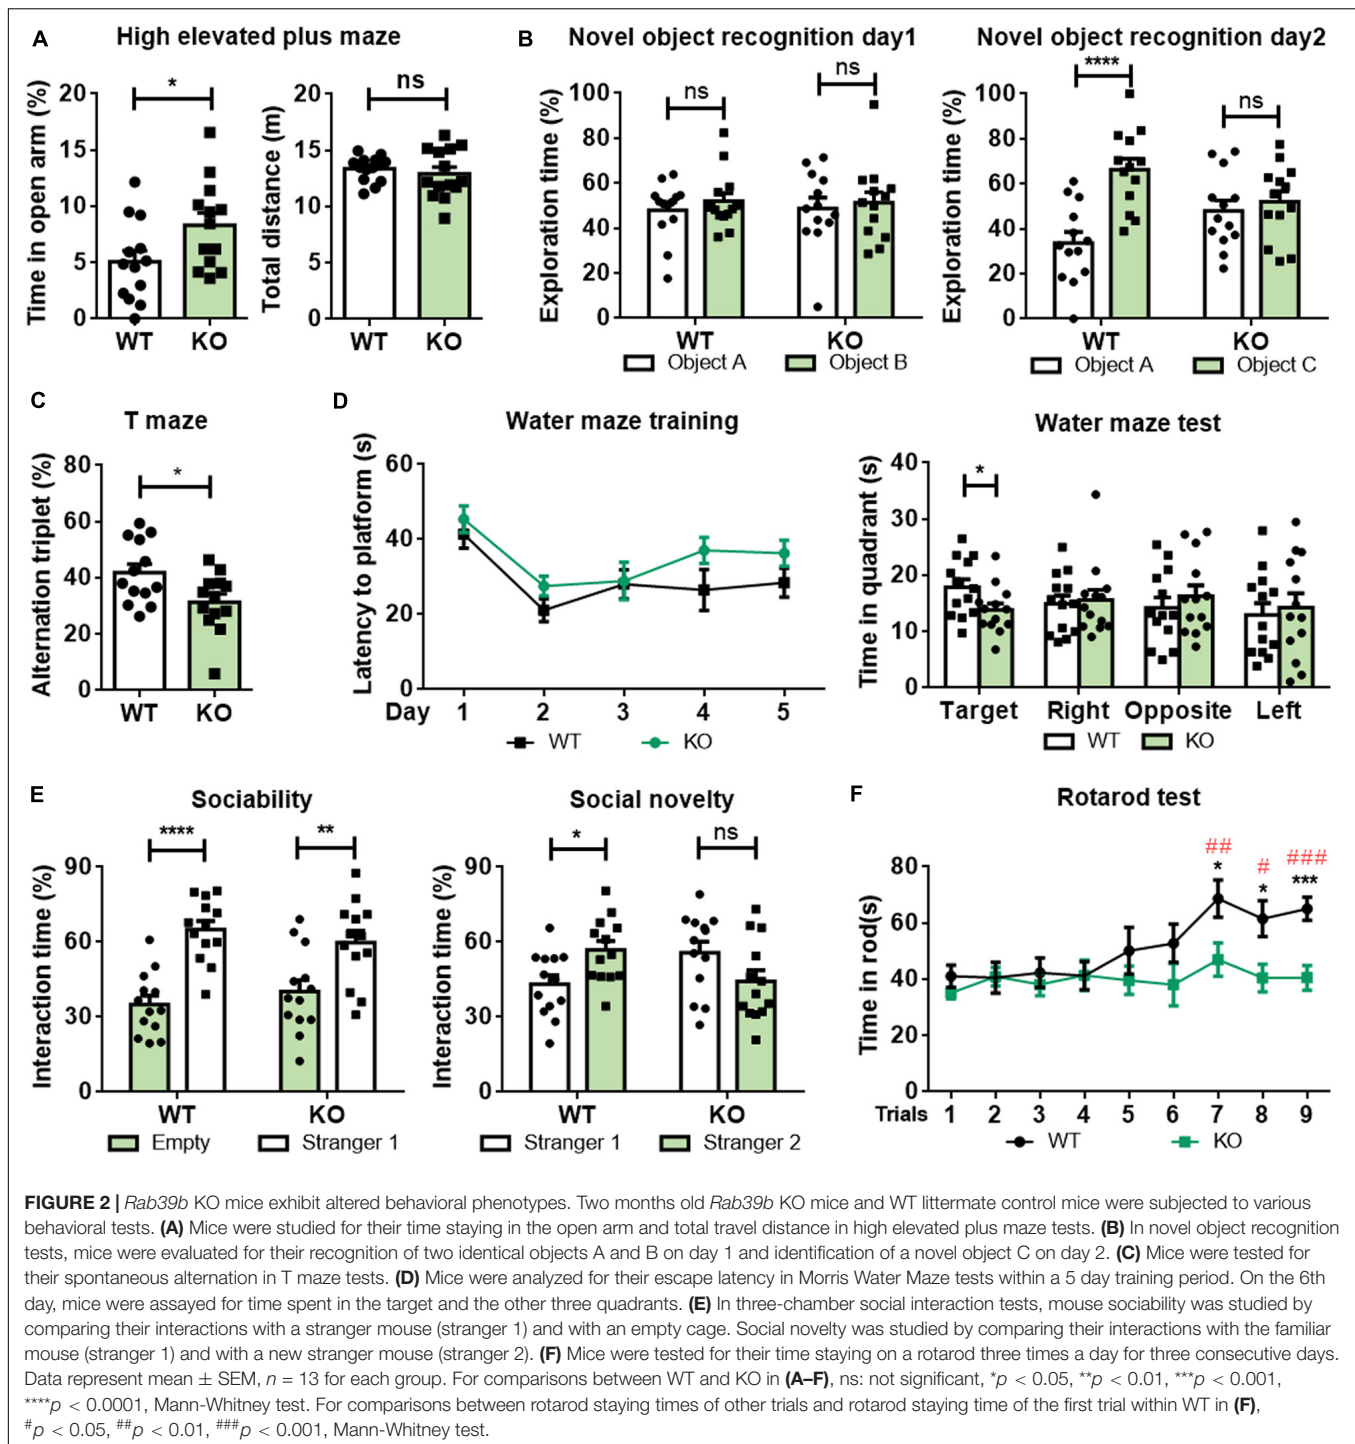 A
High elevated plus maze
Time in open arm (%)
20
15
10
5
0
*
WT
KO
Total distance (m)
20
15
10
5
0
ns
WT
KO
B
Novel object recognition day1
Exploration time (%)
100
80
60
40
20
0
ns
ns
WT
KO
Object A
Object B
Novel object recognition day2
Exploration time (%)
100
80
60
40
20
0
****
ns
WT
KO
Object A
Object C
C
T maze
Alternation triplet (%)
80
60
40
20
0
*
WT
KO
D
Water maze training
Latency to platform (s)
60
40
20
0
Day 1 2 3 4 5
WT
KO
Water maze test
Time in quadrant (s)
40
30
20
10
0
*
Target Right Opposite Left
WT
KO
E
Sociability
Interaction time (%)
90
60
30
0
****
**
WT
KO
Empty
Stranger 1
Social novelty
Interaction time (%)
90
60
30
0
*
ns
WT
KO
Stranger 1
Stranger 2
F
Rotarod test
Time in rod(s)
80
60
40
20
0
## # ###
* * ***
Trials 1 2 3 4 5 6 7 8 9
WT
KO
FIGURE 2 | Rab39b KO mice exhibit altered behavioral phenotypes. Two months old Rab39b KO mice and WT littermate control mice were subjected to various
behavioral tests. (A) Mice were studied for their time staying in the open arm and total travel distance in high elevated plus maze tests. (B) In novel object recognition
tests, mice were evaluated for their recognition of two identical objects A and B on day 1 and identification of a novel object C on day 2. (C) Mice were tested for
their spontaneous alternation in T maze tests. (D) Mice were analyzed for their escape latency in Morris Water Maze tests within a 5 day training period. On the 6th
day, mice were assayed for time spent in the target and the other three quadrants. (E) In three-chamber social interaction tests, mouse sociability was studied by
comparing their interactions with a stranger mouse (stranger 1) and with an empty cage. Social novelty was studied by comparing their interactions with the familiar
mouse (stranger 1) and with a new stranger mouse (stranger 2). (F) Mice were tested for their time staying on a rotarod three times a day for three consecutive days.
Data represent mean ± SEM, n = 13 for each group. For comparisons between WT and KO in (A–F), ns: not significant, *p < 0.05, **p < 0.01, ***p < 0.001,
****p < 0.0001, Mann-Whitney test. For comparisons between rotarod staying times of other trials and rotarod staying time of the first trial within WT in (F),
#p < 0.05, ##p < 0.01, ###p < 0.001, Mann-Whitney test.